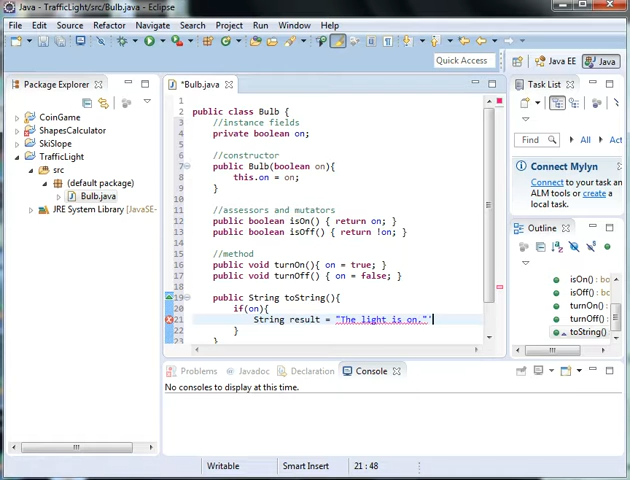 Java - TrafficLight/src/Bulb.java - Eclipse
File Edit Source Refactor Navigate Search Project Run Window Help
Quick Access
Java EE
Java
Package Explorer
CoinGame
ShapesCalculator
SkiSlope
TrafficLight
src
(default package)
Bulb.java
JRE System Library [JavaSE-
*Bulb.java
1
2 public class Bulb {
3 //instance fields
4 private boolean on;
5
6 //constructor
7 public Bulb(boolean on){
8 this.on = on;
9 }
10
11 //assessors and mutators
12 public boolean isOn() { return on; }
13 public boolean isOff() { return !on; }
14
15 //method
16 public void turnOn(){ on = true; }
17 public void turnOff() { on = false; }
18
19 public String toString(){
20 if(on){
21 String result = "The light is on."'
22 }
23 }
Task List
Find
All
Act
Connect Mylyn
Connect to your task an
ALM tools or create a
local task.
Outline
isOn() :
isOff() :
turnOn() :
turnOff() :
toString()
Problems
Javadoc
Declaration
Console
No consoles to display at this time.
Writable
Smart Insert
21 : 48